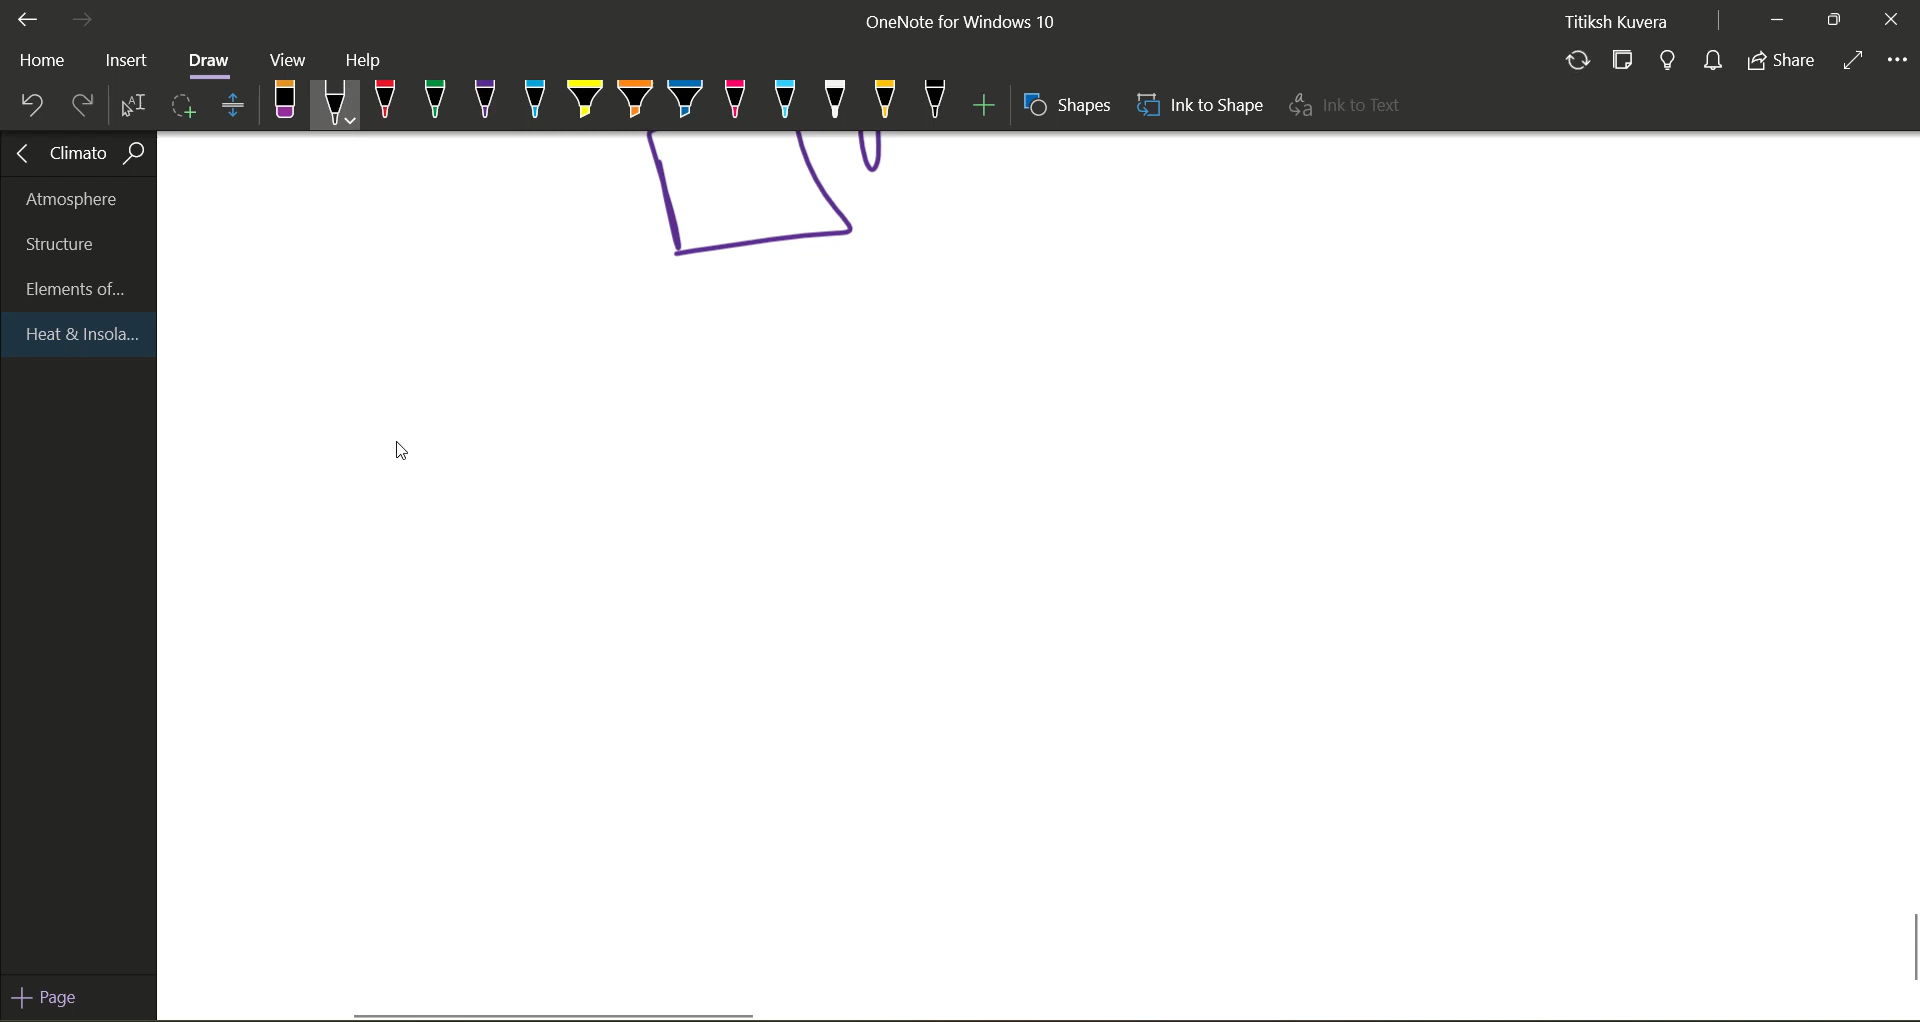 OneNote for Windows 10
Titiksh Kuvera
Home Insert Draw View Help
Share
Shapes Ink to Shape Ink to Text
Climato
Atmosphere
Structure
Elements of...
Heat & Insola...
Page